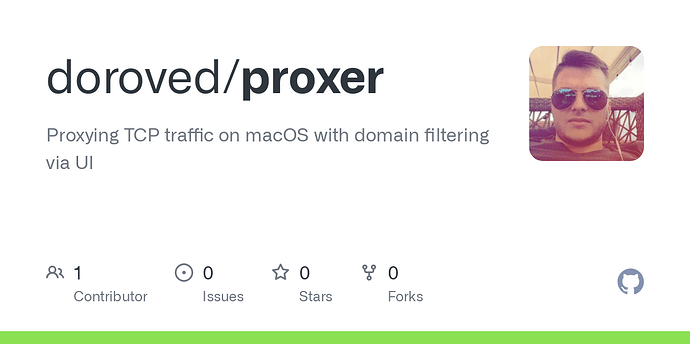 doroved/proxer
Proxying TCP traffic on macOS with domain filtering
via UI
1
Contributor
0
Issues
0
Stars
0
Forks